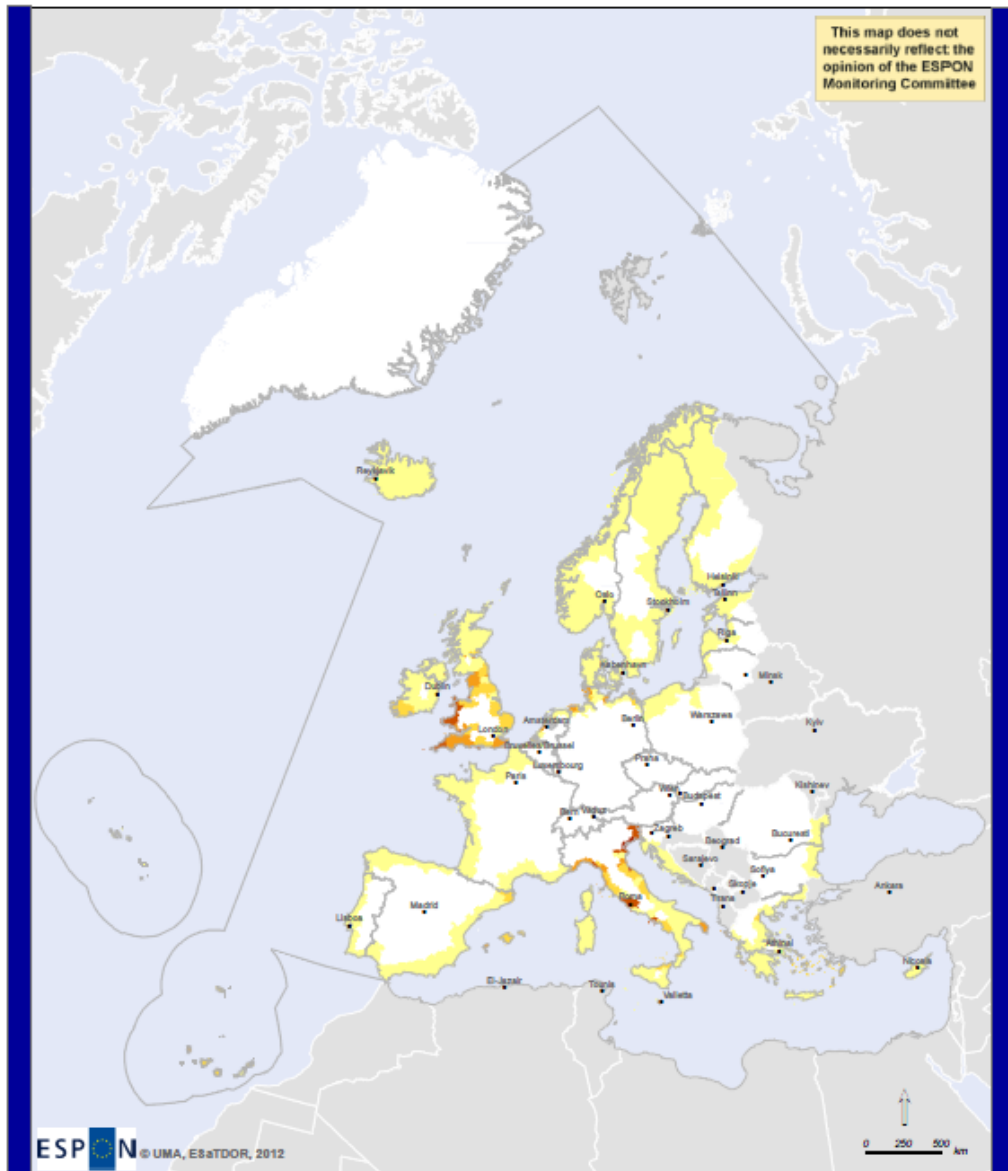 This map does not
necessarily reflect the
opinion of the ESPON
Monitoring Committee
Reykjavik
Helsinki
Tallinn
Oslo
Stockholm
Riga
København
Minsk
Dublin
Amsterdam
Berlin
Warszawa
London
Kyiv
Bruxelles/Brussel
Luxembourg
Praha
Paris
Wien
Budapest
Kishinev
Bern
Vaduz
Zagreb
Beograd
Bucuresti
Sarajevo
Sofiya
Skopje
Ankara
Roma
Tirana
Madrid
Lisboa
Athinai
Nicosia
El-Jazair
Tounis
Valletta
ESPON © UMA, ESaTDOR, 2012
0 250 500
km